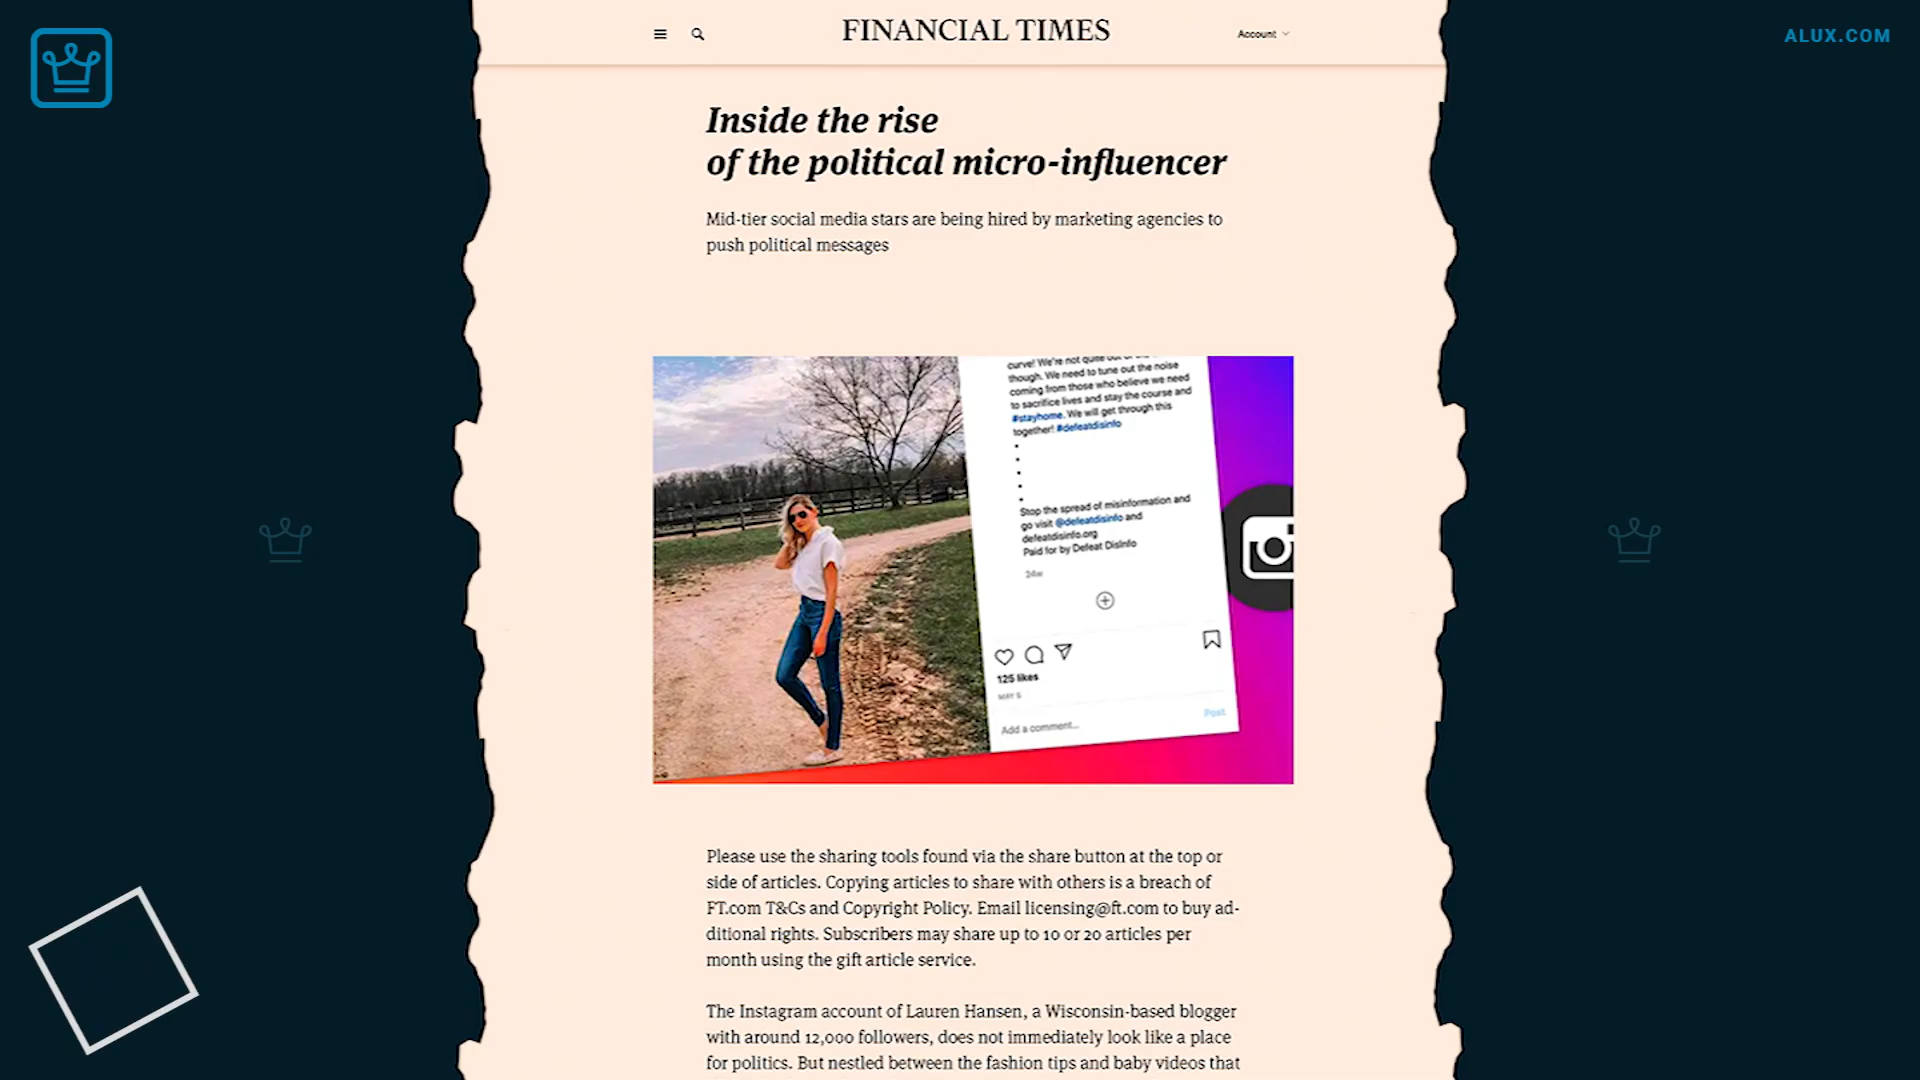 FINANCIAL TIMES
Account
ALUX.COM
Inside the rise
of the political micro-influencer
Mid-tier social media stars are being hired by marketing agencies to
push political messages
curve! We're not quite out of the
though. We need to tune out the noise
coming from those who believe we need
to sacrifice lives and stay the course and
#stayhome. We will get through this
together! #defeatdisinfo
Stop the spread of misinformation and
go visit @defeatdisinfo and
defeatdisinfo.org
Paid for by Defeat Disinfo
24w
125 likes
MAY 5
Add a comment...
Post
Please use the sharing tools found via the share button at the top or
side of articles. Copying articles to share with others is a breach of
FT.com T&Cs and Copyright Policy. Email licensing@ft.com to buy ad-
ditional rights. Subscribers may share up to 10 or 20 articles per
month using the gift article service.
The Instagram account of Lauren Hansen, a Wisconsin-based blogger
with around 12,000 followers, does not immediately look like a place
for politics. But nestled between the fashion tips and baby videos that